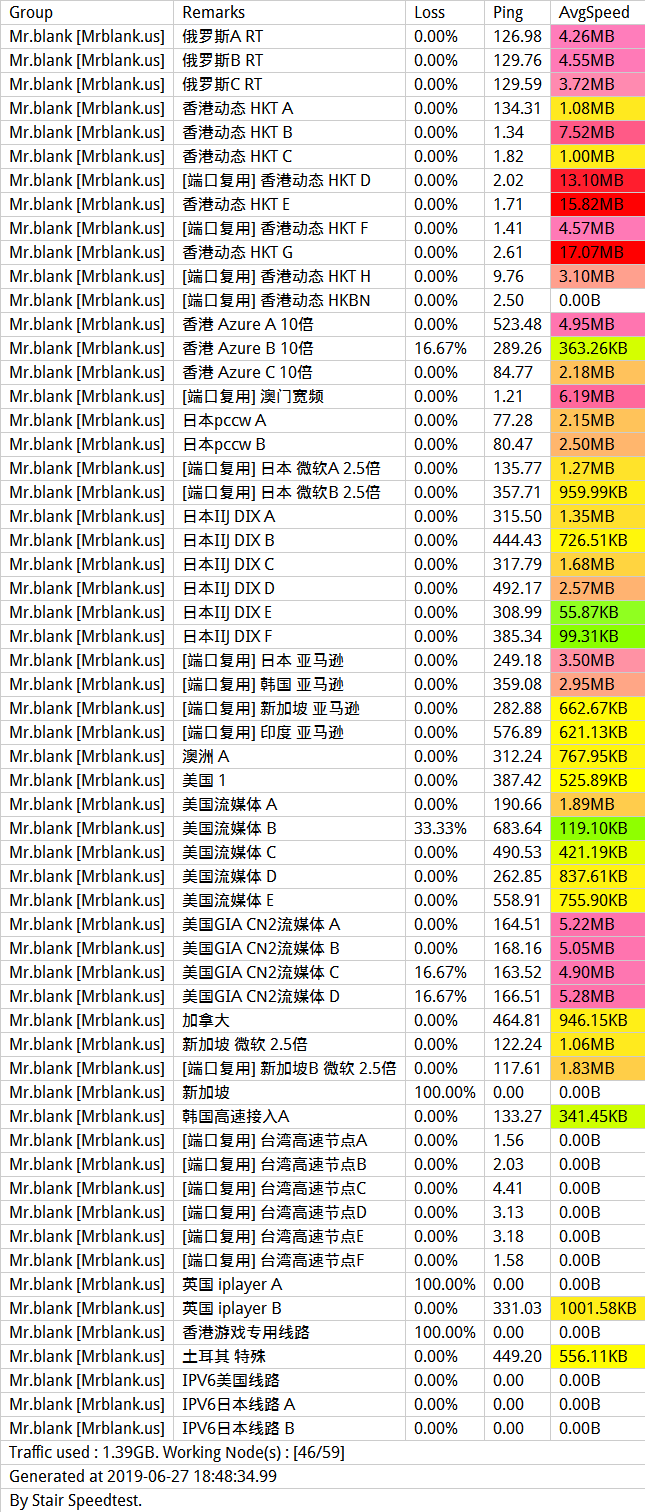 Group Remarks Loss Ping AvgSpeed
Mr.blank [Mrblank.us] 俄罗斯A RT 0.00% 126.98 4.26MB
Mr.blank [Mrblank.us] 俄罗斯B RT 0.00% 129.76 4.55MB
Mr.blank [Mrblank.us] 俄罗斯C RT 0.00% 129.59 3.72MB
Mr.blank [Mrblank.us] 香港动态 HKT A 0.00% 134.31 1.08MB
Mr.blank [Mrblank.us] 香港动态 HKT B 0.00% 1.34 7.52MB
Mr.blank [Mrblank.us] 香港动态 HKT C 0.00% 1.82 1.00MB
Mr.blank [Mrblank.us] [端口复用] 香港动态 HKT D 0.00% 2.02 13.10MB
Mr.blank [Mrblank.us] 香港动态 HKT E 0.00% 1.71 15.82MB
Mr.blank [Mrblank.us] [端口复用] 香港动态 HKT F 0.00% 1.41 4.57MB
Mr.blank [Mrblank.us] 香港动态 HKT G 0.00% 2.61 17.07MB
Mr.blank [Mrblank.us] [端口复用] 香港动态 HKT H 0.00% 9.76 3.10MB
Mr.blank [Mrblank.us] [端口复用] 香港动态 HKBN 0.00% 2.50 0.00B
Mr.blank [Mrblank.us] 香港 Azure A 10倍 0.00% 523.48 4.95MB
Mr.blank [Mrblank.us] 香港 Azure B 10倍 16.67% 289.26 363.26KB
Mr.blank [Mrblank.us] 香港 Azure C 10倍 0.00% 84.77 2.18MB
Mr.blank [Mrblank.us] [端口复用] 澳门宽频 0.00% 1.21 6.19MB
Mr.blank [Mrblank.us] 日本pccw A 0.00% 77.28 2.15MB
Mr.blank [Mrblank.us] 日本pccw B 0.00% 80.47 2.50MB
Mr.blank [Mrblank.us] [端口复用] 日本 微软A 2.5倍 0.00% 135.77 1.27MB
Mr.blank [Mrblank.us] [端口复用] 日本 微软B 2.5倍 0.00% 357.71 959.99KB
Mr.blank [Mrblank.us] 日本IIJ DIX A 0.00% 315.50 1.35MB
Mr.blank [Mrblank.us] 日本IIJ DIX B 0.00% 444.43 726.51KB
Mr.blank [Mrblank.us] 日本IIJ DIX C 0.00% 317.79 1.68MB
Mr.blank [Mrblank.us] 日本IIJ DIX D 0.00% 492.17 2.57MB
Mr.blank [Mrblank.us] 日本IIJ DIX E 0.00% 308.99 55.87KB
Mr.blank [Mrblank.us] 日本IIJ DIX F 0.00% 385.34 99.31KB
Mr.blank [Mrblank.us] [端口复用] 日本 亚马逊 0.00% 249.18 3.50MB
Mr.blank [Mrblank.us] [端口复用] 韩国 亚马逊 0.00% 359.08 2.95MB
Mr.blank [Mrblank.us] [端口复用] 新加坡 亚马逊 0.00% 282.88 662.67KB
Mr.blank [Mrblank.us] [端口复用] 印度 亚马逊 0.00% 576.89 621.13KB
Mr.blank [Mrblank.us] 澳洲 A 0.00% 312.24 767.95KB
Mr.blank [Mrblank.us] 美国 1 0.00% 387.42 525.89KB
Mr.blank [Mrblank.us] 美国流媒体 A 0.00% 190.66 1.89MB
Mr.blank [Mrblank.us] 美国流媒体 B 33.33% 683.64 119.10KB
Mr.blank [Mrblank.us] 美国流媒体 C 0.00% 490.53 421.19KB
Mr.blank [Mrblank.us] 美国流媒体 D 0.00% 262.85 837.61KB
Mr.blank [Mrblank.us] 美国流媒体 E 0.00% 558.91 755.90KB
Mr.blank [Mrblank.us] 美国GIA CN2流媒体 A 0.00% 164.51 5.22MB
Mr.blank [Mrblank.us] 美国GIA CN2流媒体 B 0.00% 168.16 5.05MB
Mr.blank [Mrblank.us] 美国GIA CN2流媒体 C 16.67% 163.52 4.90MB
Mr.blank [Mrblank.us] 美国GIA CN2流媒体 D 16.67% 166.51 5.28MB
Mr.blank [Mrblank.us] 加拿大 0.00% 464.81 946.15KB
Mr.blank [Mrblank.us] 新加坡 微软 2.5倍 0.00% 122.24 1.06MB
Mr.blank [Mrblank.us] [端口复用] 新加坡B 微软 2.5倍 0.00% 117.61 1.83MB
Mr.blank [Mrblank.us] 新加坡 100.00% 0.00 0.00B
Mr.blank [Mrblank.us] 韩国高速接入A 0.00% 133.27 341.45KB
Mr.blank [Mrblank.us] [端口复用] 台湾高速节点A 0.00% 1.56 0.00B
Mr.blank [Mrblank.us] [端口复用] 台湾高速节点B 0.00% 2.03 0.00B
Mr.blank [Mrblank.us] [端口复用] 台湾高速节点C 0.00% 4.41 0.00B
Mr.blank [Mrblank.us] [端口复用] 台湾高速节点D 0.00% 3.13 0.00B
Mr.blank [Mrblank.us] [端口复用] 台湾高速节点E 0.00% 3.18 0.00B
Mr.blank [Mrblank.us] [端口复用] 台湾高速节点F 0.00% 1.58 0.00B
Mr.blank [Mrblank.us] 英国 iplayer A 100.00% 0.00 0.00B
Mr.blank [Mrblank.us] 英国 iplayer B 0.00% 331.03 1001.58KB
Mr.blank [Mrblank.us] 香港游戏专用线路 100.00% 0.00 0.00B
Mr.blank [Mrblank.us] 土耳其 特殊 0.00% 449.20 556.11KB
Mr.blank [Mrblank.us] IPV6美国线路 0.00% 0.00 0.00B
Mr.blank [Mrblank.us] IPV6日本线路 A 0.00% 0.00 0.00B
Mr.blank [Mrblank.us] IPV6日本线路 B 0.00% 0.00 0.00B
Traffic used : 1.39GB. Working Node(s) : [46/59]
Generated at 2019-06-27 18:48:34.99
By Stair Speedtest.